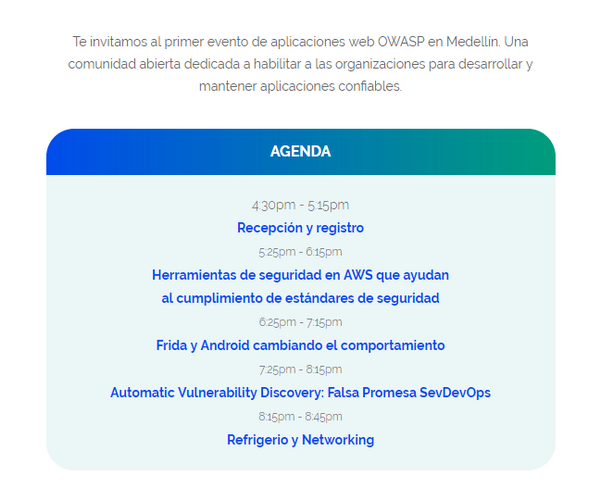 Te invitamos al primer evento de aplicaciones web OWASP en Medellín. Una
comunidad abierta dedicada a habilitar a las organizaciones para desarrollar y
mantener aplicaciones confiables.
AGENDA
4:30pm - 5:15pm
Recepción y registro
5:25pm - 6:15pm
Herramientas de seguridad en AWS que ayudan
al cumplimiento de estándares de seguridad
6:25pm - 7:15pm
Frida y Android cambiando el comportamiento
7:25pm - 8:15pm
Automatic Vulnerability Discovery: Falsa Promesa SevDevOps
8:15pm - 8:45pm
Refrigerio y Networking